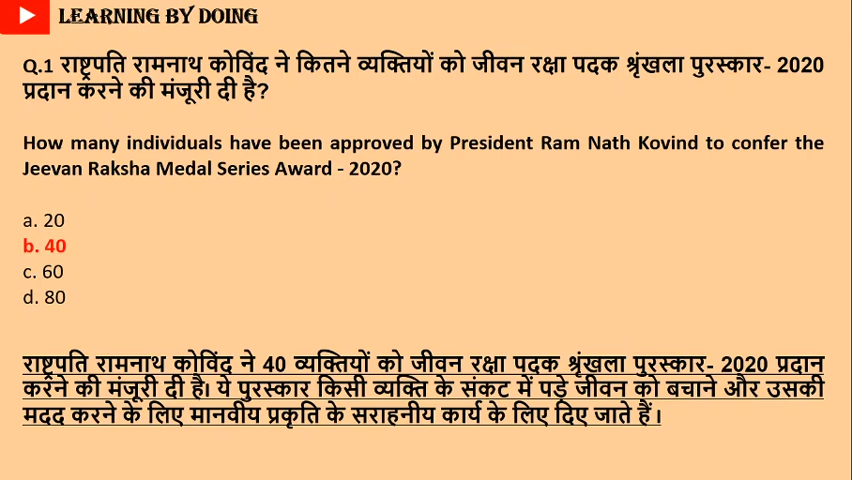 LEARNING BY DOING
Q.1 राष्ट्रपति रामनाथ कोविंद ने कितने व्यक्तियों को जीवन रक्षा पदक श्रृंखला पुरस्कार- 2020
प्रदान करने की मंजूरी दी है?
How many individuals have been approved by President Ram Nath Kovind to confer the
Jeevan Raksha Medal Series Award - 2020?
a. 20
b. 40
c. 60
d. 80
राष्ट्रपति रामनाथ कोविंद ने 40 व्यक्तियों को जीवन रक्षा पदक श्रृंखला पुरस्कार- 2020 प्रदान
करने की मंजूरी दी है। ये पुरस्कार किसी व्यक्ति के संकट में पड़े जीवन को बचाने और उसकी
मदद करने के लिए मानवीय प्रकृति के सराहनीय कार्य के लिए दिए जाते हैं।